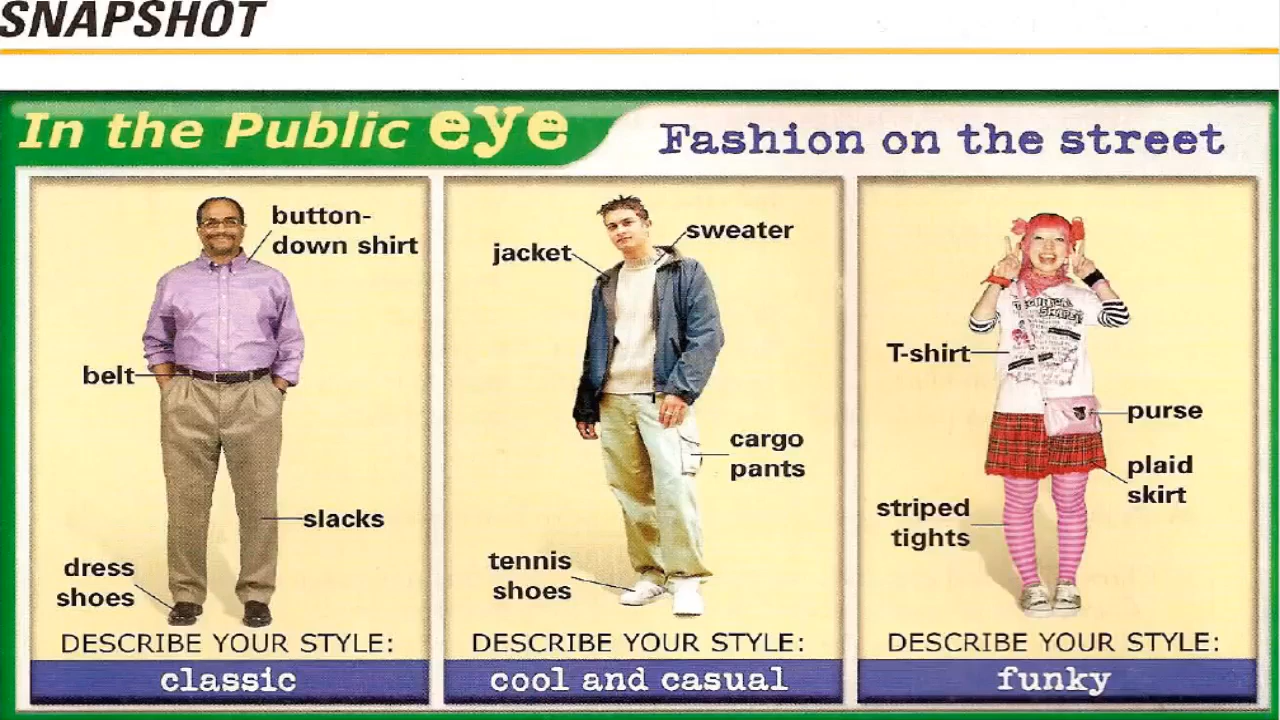 SNAPSHOT
In the Public eye
Fashion on the street
button-
down shirt
belt
slacks
dress
shoes
DESCRIBE YOUR STYLE:
classic
sweater
jacket
cargo
pants
tennis
shoes
DESCRIBE YOUR STYLE:
cool and casual
T-shirt
purse
plaid
skirt
striped
tights
DESCRIBE YOUR STYLE:
funky